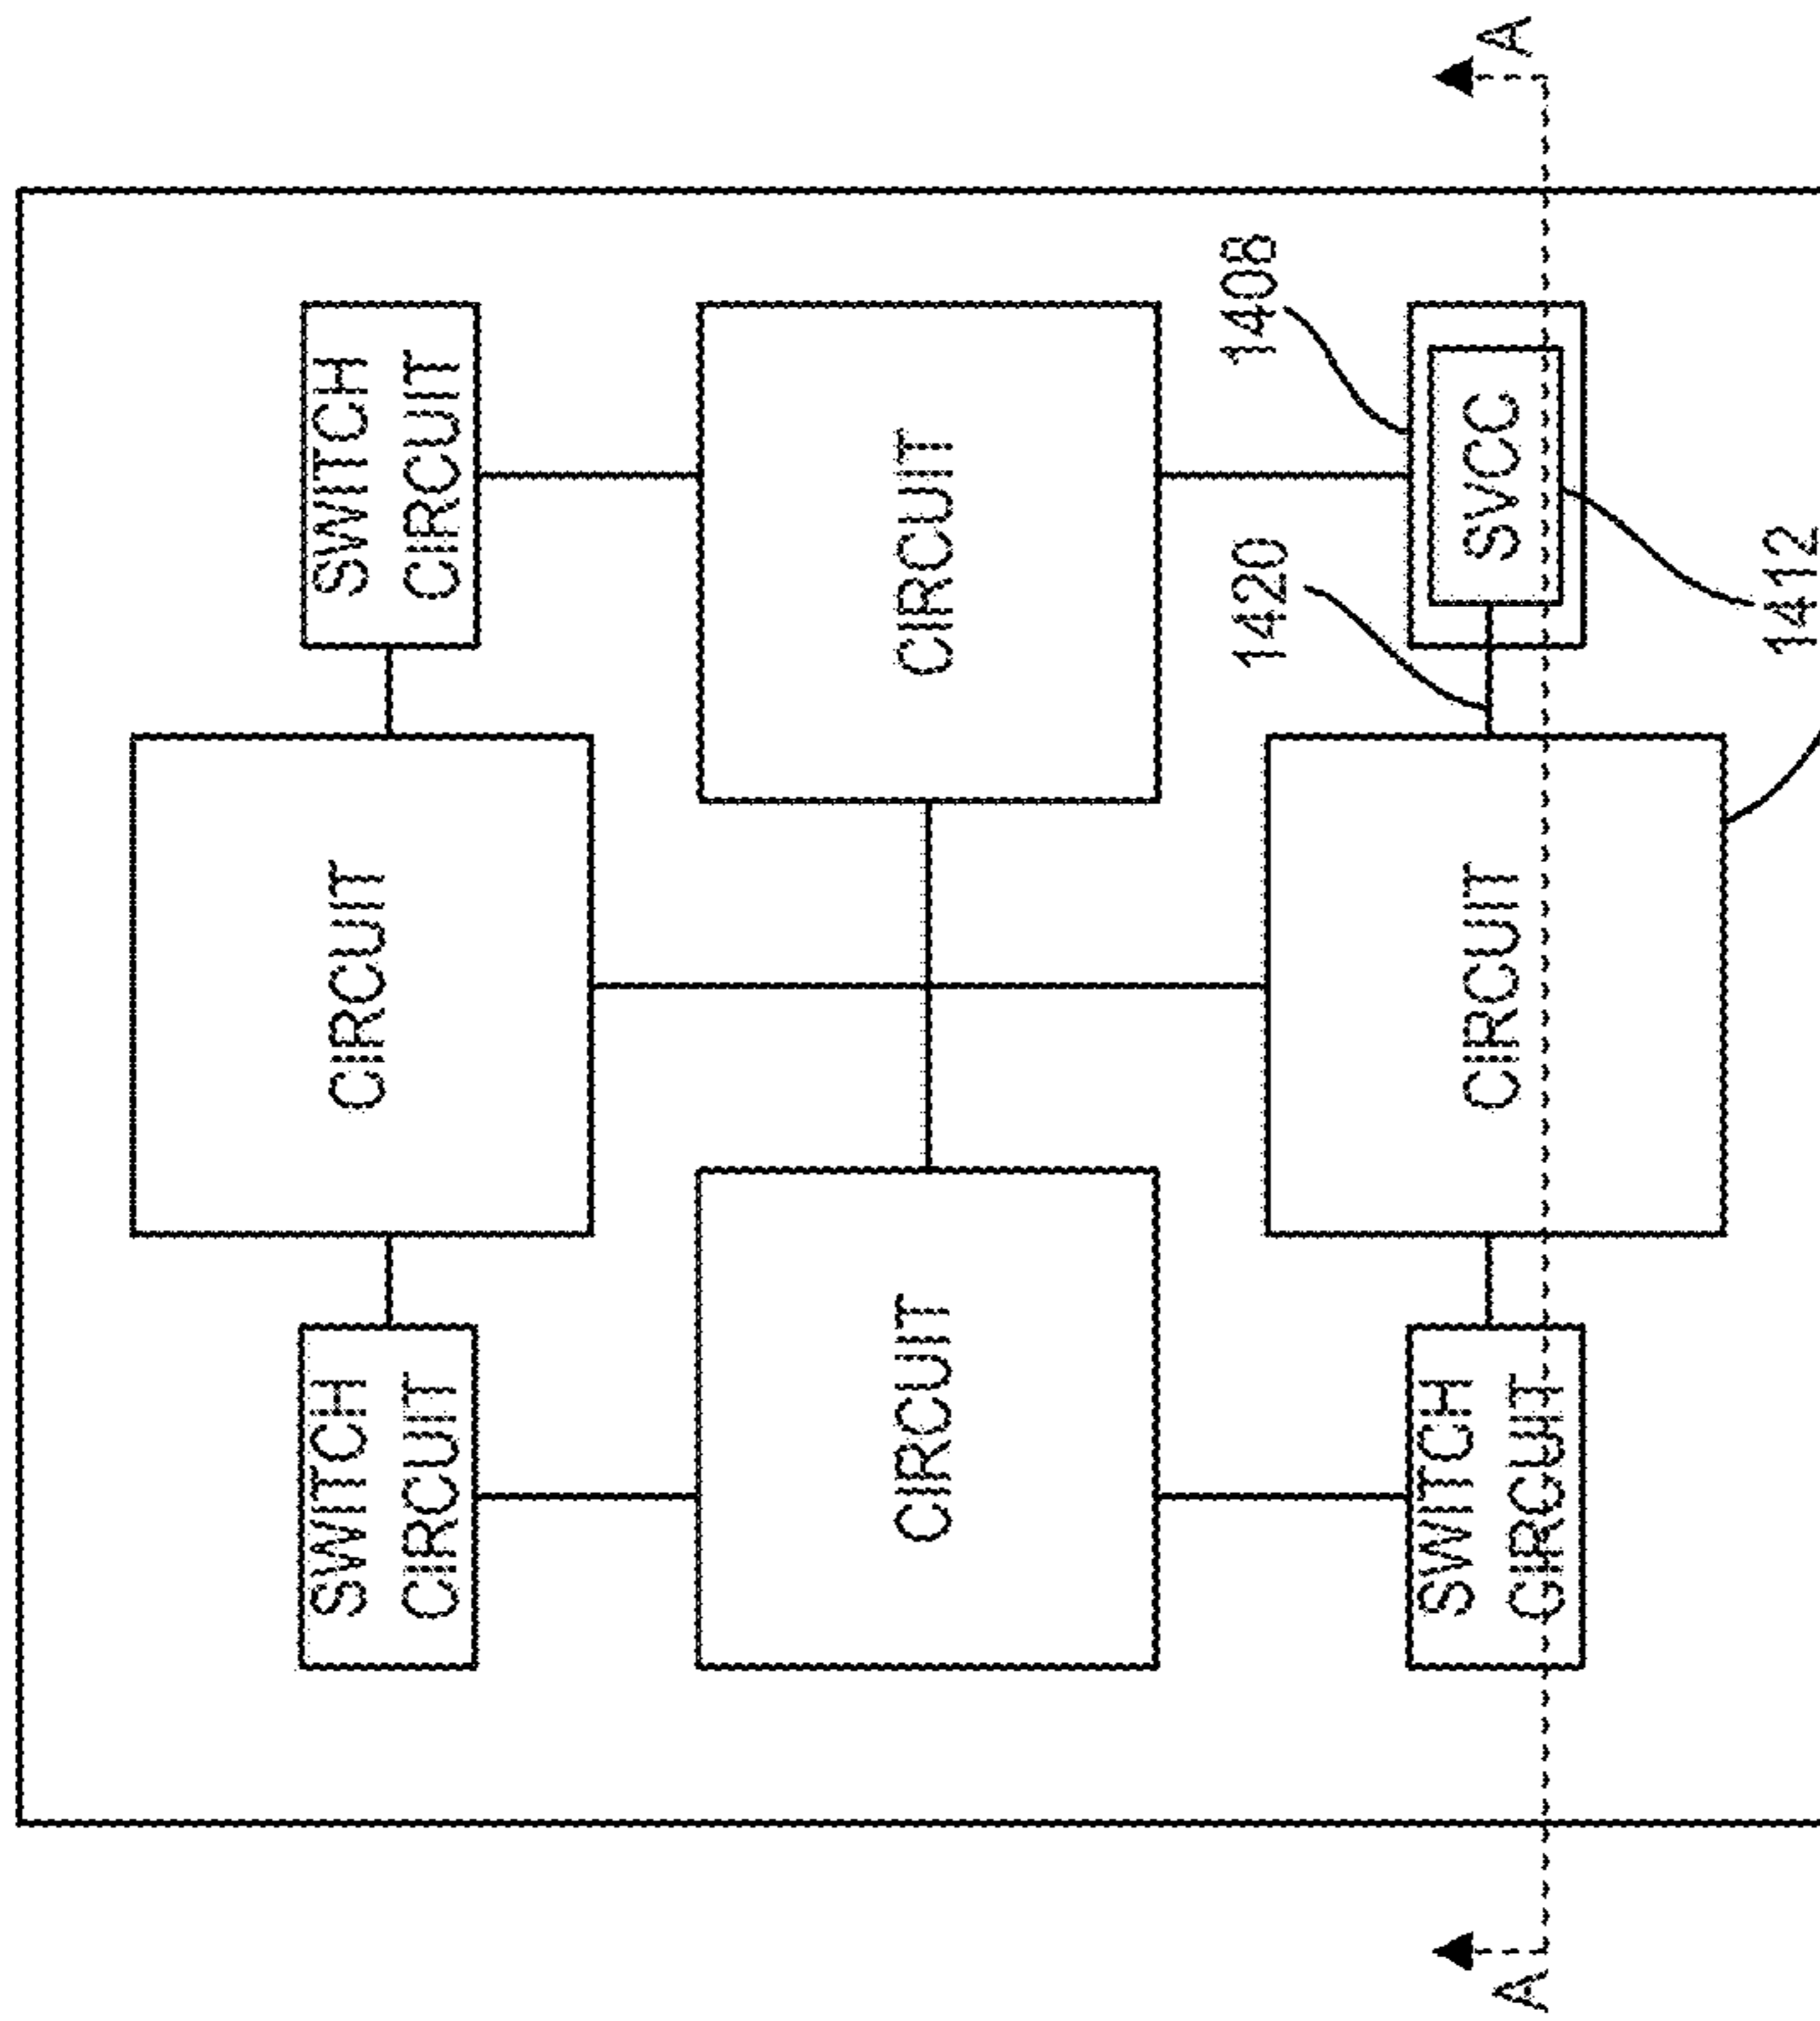 SWITCH
CIRCUIT
CIRCUIT
SWITCH
CIRCUIT
CIRCUIT
CIRCUIT
1420
1408
A
SWITCH
CIRCUIT
CIRCUIT
SVCC
A
1412